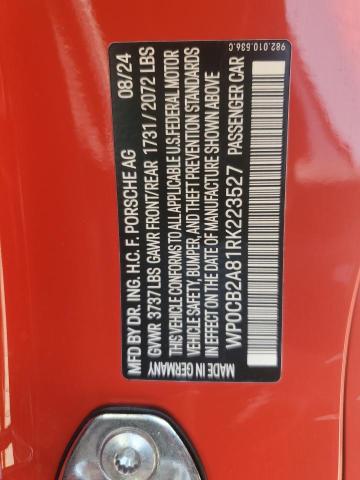 MFD BY DR. ING. H.C. F. PORSCHE AG 08/24
GVWR 3737 LBS GAWR FRONT/REAR 1731/ 2072 LBS
THIS VEHICLE CONFORMS TO ALL APPLICABLE U.S.FEDERAL MOTOR
VEHICLE SAFETY, BUMPER, AND THEFT PREVENTION STANDARDS
IN EFFECT ON THE DATE OF MANUFACTURE SHOWN ABOVE
WP0CB2A81RK223527 PASSENGER CAR
MADE IN GERMANY
982.010.536.C